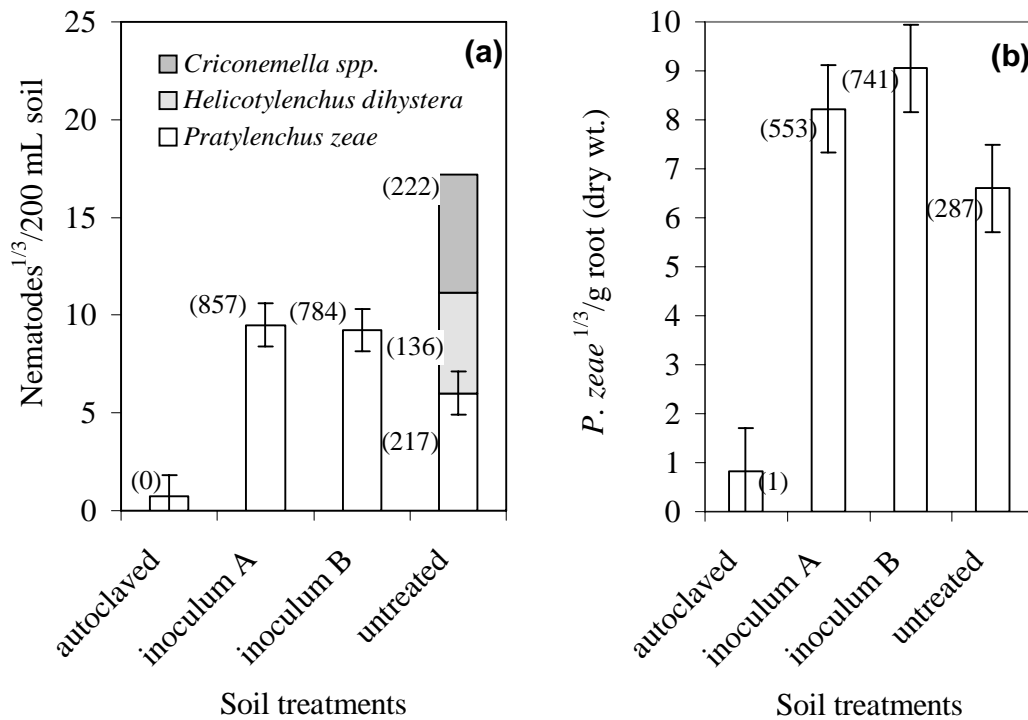 (a)
Nematodes^1/3/200 mL soil
25
20
15
10
5
0
Criconemella spp.
Helicotylenchus dihystera
Pratylenchus zeae
(222)
(857)
(784)
(136)
(217)
(0)
autoclaved
inoculum A
inoculum B
untreated
Soil treatments
(b)
P. zeae ^1/3/g root (dry wt.)
10
9
8
7
6
5
4
3
2
1
0
(741)
(553)
(287)
(1)
autoclaved
inoculum A
inoculum B
untreated
Soil treatments